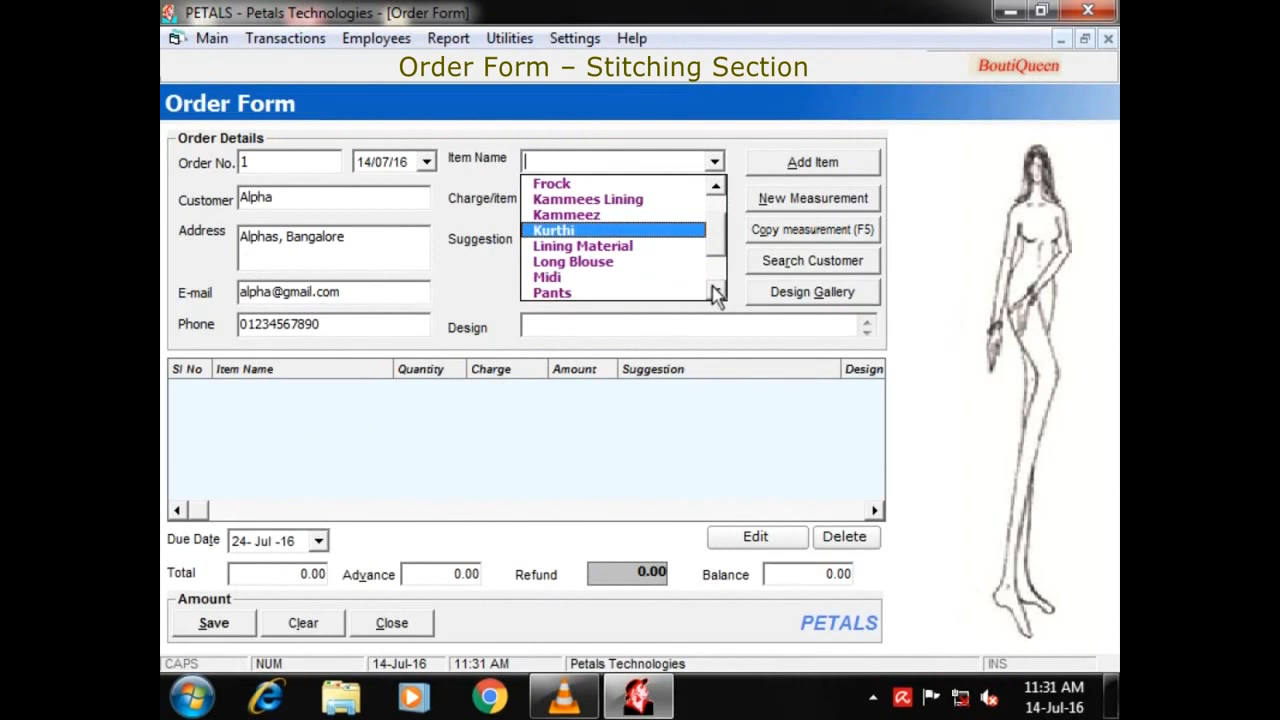 PETALS - Petals Technologies - [Order Form]
Main Transactions Employees Report Utilities Settings Help
Order Form – Stitching Section
BoutiQueen
Order Form
Order Details
Order No. 1 14/07/16 Item Name Add Item
Customer Alpha Charge/item New Measurement
Address Alphas, Bangalore Suggestion Copy measurement (F5)
Search Customer
E-mail alpha@gmail.com Design Gallery
Phone 01234567890 Design
Frock
Kammees Lining
Kammeez
Kurthi
Lining Material
Long Blouse
Midi
Pants
Sl No Item Name Quantity Charge Amount Suggestion Design
Due Date 24- Jul -16 Edit Delete
Total 0.00 Advance 0.00 Refund 0.00 Balance 0.00
Amount
Save Clear Close PETALS
CAPS NUM 14-Jul-16 11:31 AM Petals Technologies INS
11:31 AM
14-Jul-16